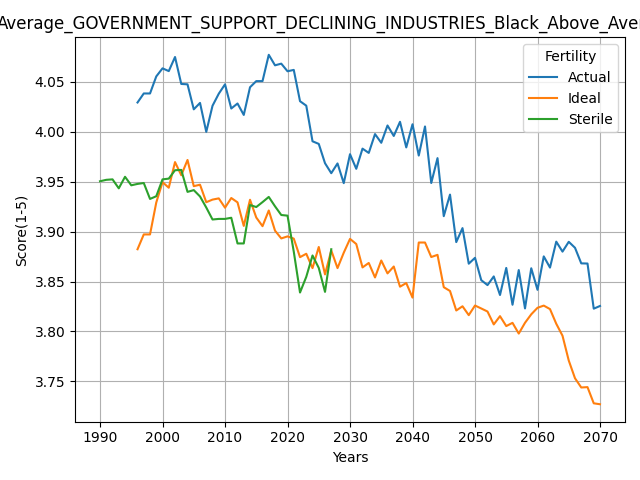 Average_GOVERNMENT_SUPPORT_DECLINING_INDUSTRIES_Black_Above_Aver
Fertility
Actual
Ideal
Sterile
Score(1-5)
4.05
4.00
3.95
3.90
3.85
3.80
3.75
1990 2000 2010 2020 2030 2040 2050 2060 2070
Years